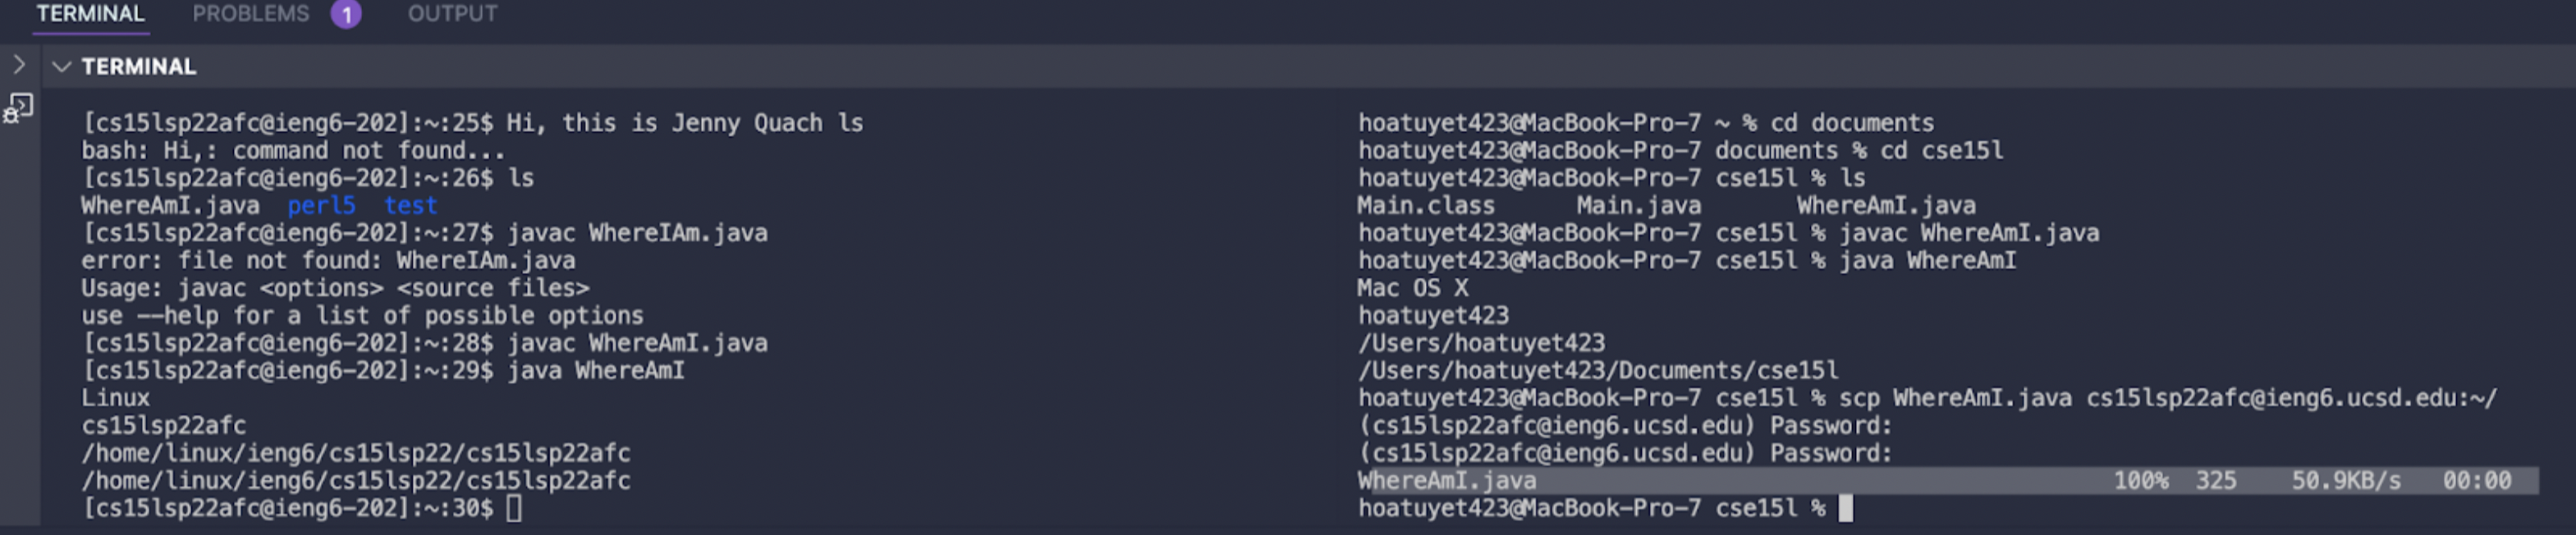 TERMINAL PROBLEMS 1 OUTPUT
TERMINAL
[cs15lsp22afc@ieng6-202]:~:25$ Hi, this is Jenny Quach ls
bash: Hi,: command not found...
[cs15lsp22afc@ieng6-202]:~:26$ ls
WhereAmI.java perl5 test
[cs15lsp22afc@ieng6-202]:~:27$ javac WhereIAm.java
error: file not found: WhereIAm.java
Usage: javac <options> <source files>
use --help for a list of possible options
[cs15lsp22afc@ieng6-202]:~:28$ javac WhereAmI.java
[cs15lsp22afc@ieng6-202]:~:29$ java WhereAmI
Linux
cs15lsp22afc
/home/linux/ieng6/cs15lsp22/cs15lsp22afc
/home/linux/ieng6/cs15lsp22/cs15lsp22afc
[cs15lsp22afc@ieng6-202]:~:30$
hoatuyet423@MacBook-Pro-7 ~ % cd documents
hoatuyet423@MacBook-Pro-7 documents % cd cse15l
hoatuyet423@MacBook-Pro-7 cse15l % ls
Main.class Main.java WhereAmI.java
hoatuyet423@MacBook-Pro-7 cse15l % javac WhereAmI.java
hoatuyet423@MacBook-Pro-7 cse15l % java WhereAmI
Mac OS X
hoatuyet423
/Users/hoatuyet423
/Users/hoatuyet423/Documents/cse15l
hoatuyet423@MacBook-Pro-7 cse15l % scp WhereAmI.java cs15lsp22afc@ieng6.ucsd.edu:~/
(cs15lsp22afc@ieng6.ucsd.edu) Password:
(cs15lsp22afc@ieng6.ucsd.edu) Password:
WhereAmI.java 100% 325 50.9KB/s 00:00
hoatuyet423@MacBook-Pro-7 cse15l %